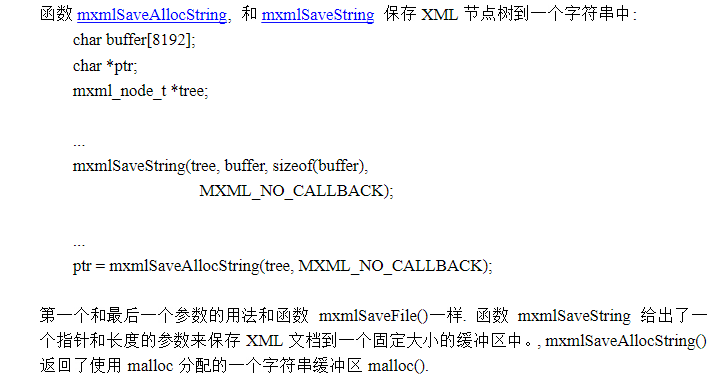 函数 mxmlSaveAllocString, 和 mxmlSaveString 保存 XML 节点树到一个字符串中:
char buffer[8192];
char *ptr;
mxml_node_t *tree;
...
mxmlSaveString(tree, buffer, sizeof(buffer),
MXML_NO_CALLBACK);
...
ptr = mxmlSaveAllocString(tree, MXML_NO_CALLBACK);
第一个和最后一个参数的用法和函数 mxmlSaveFile()一样. 函数 mxmlSaveString 给出了一
个指针和长度的参数来保存 XML 文档到一个固定大小的缓冲区中。, mxmlSaveAllocString()
返回了使用 malloc 分配的一个字符串缓冲区 malloc().